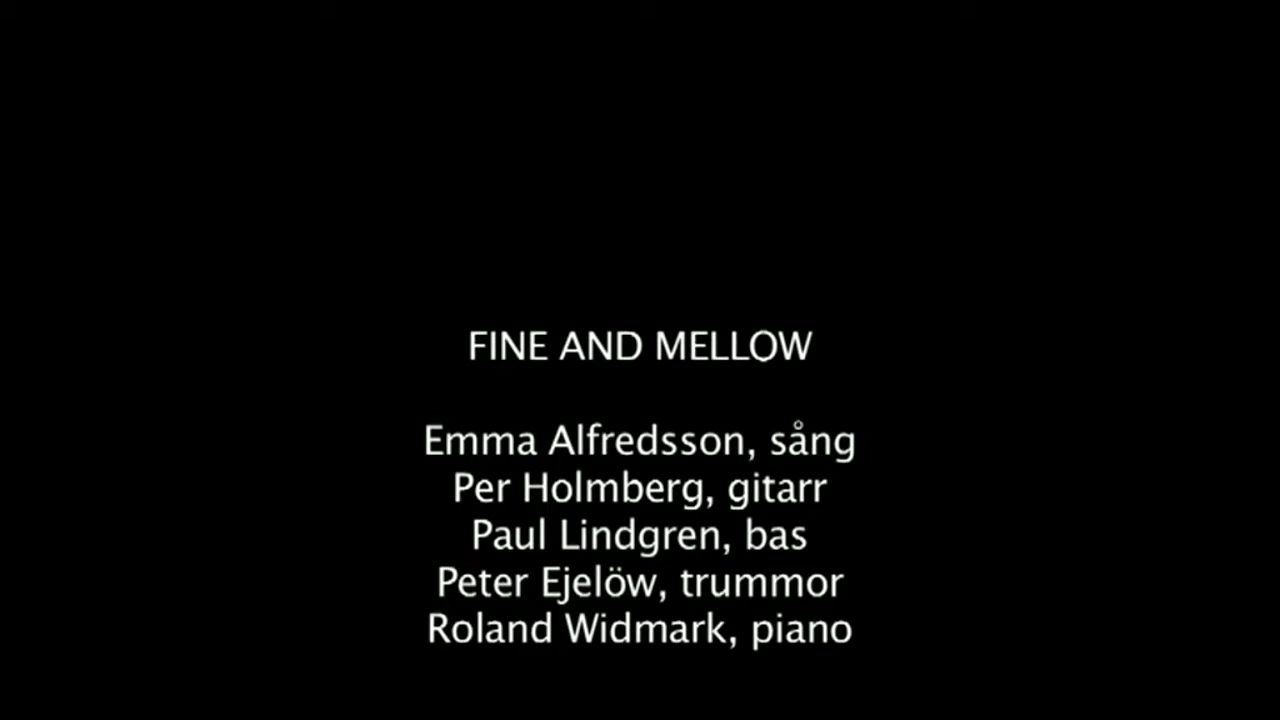 FINE AND MELLOW
Emma Alfredsson, sång
Per Holmberg, gitarr
Paul Lindgren, bas
Peter Ejelöw, trummor
Roland Widmark, piano